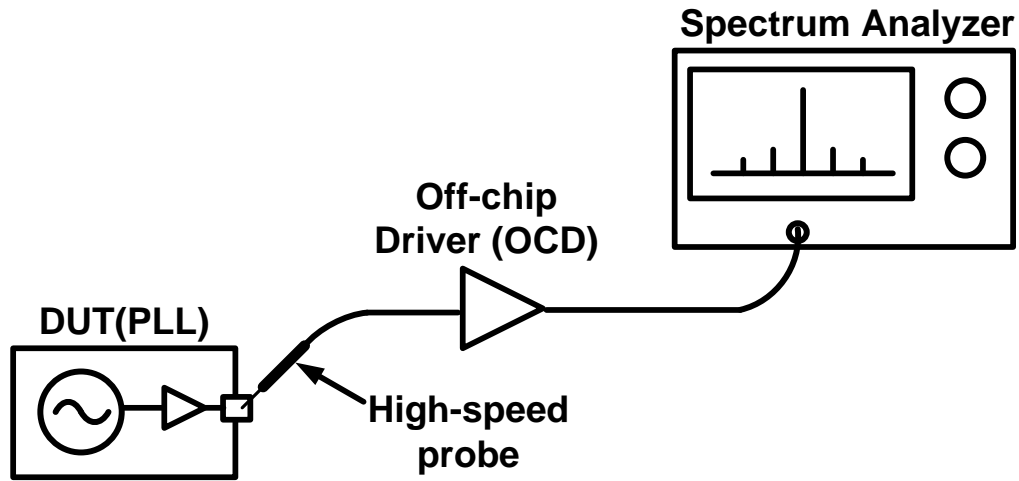 Spectrum Analyzer
Off-chip
Driver (OCD)
DUT(PLL)
High-speed
probe